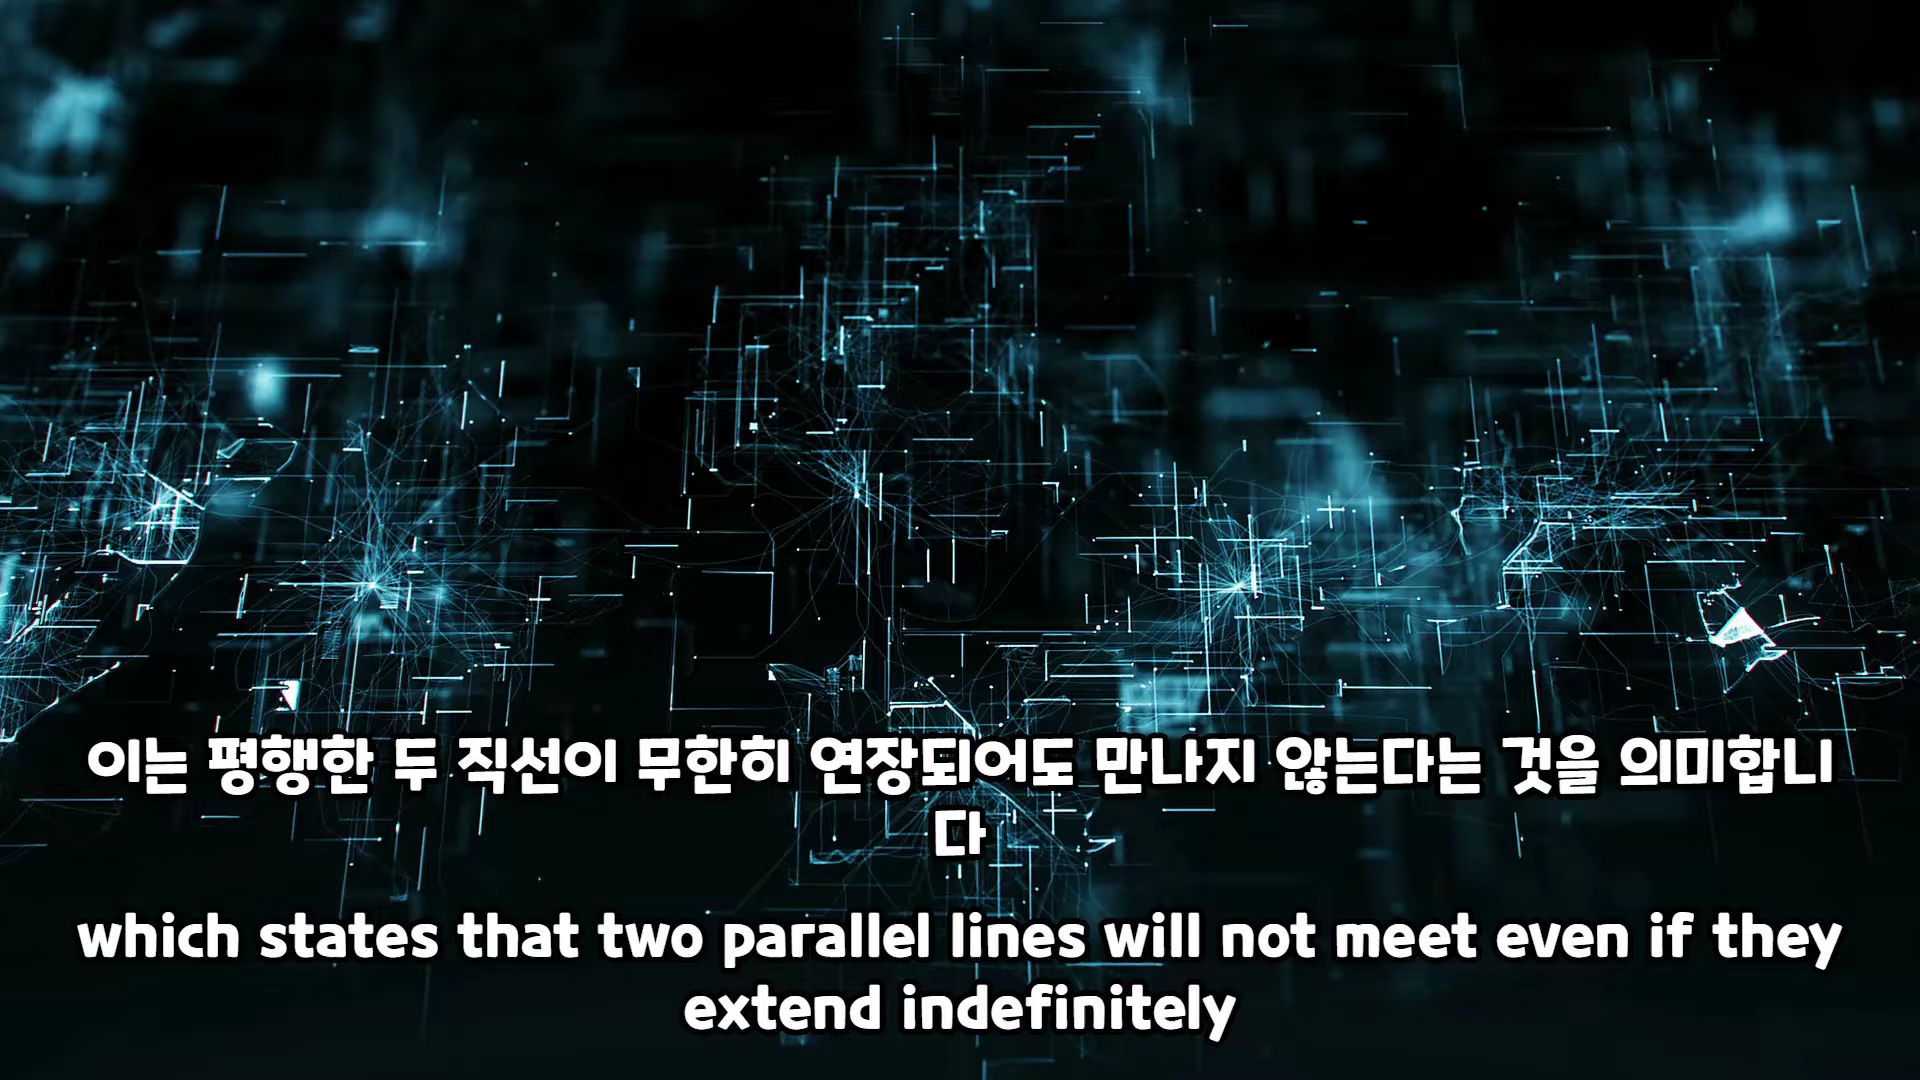 이는 평행한 두 직선이 무한히 연장되어도 만나지 않는다는 것을 의미합니
다
which states that two parallel lines will not meet even if they
extend indefinitely